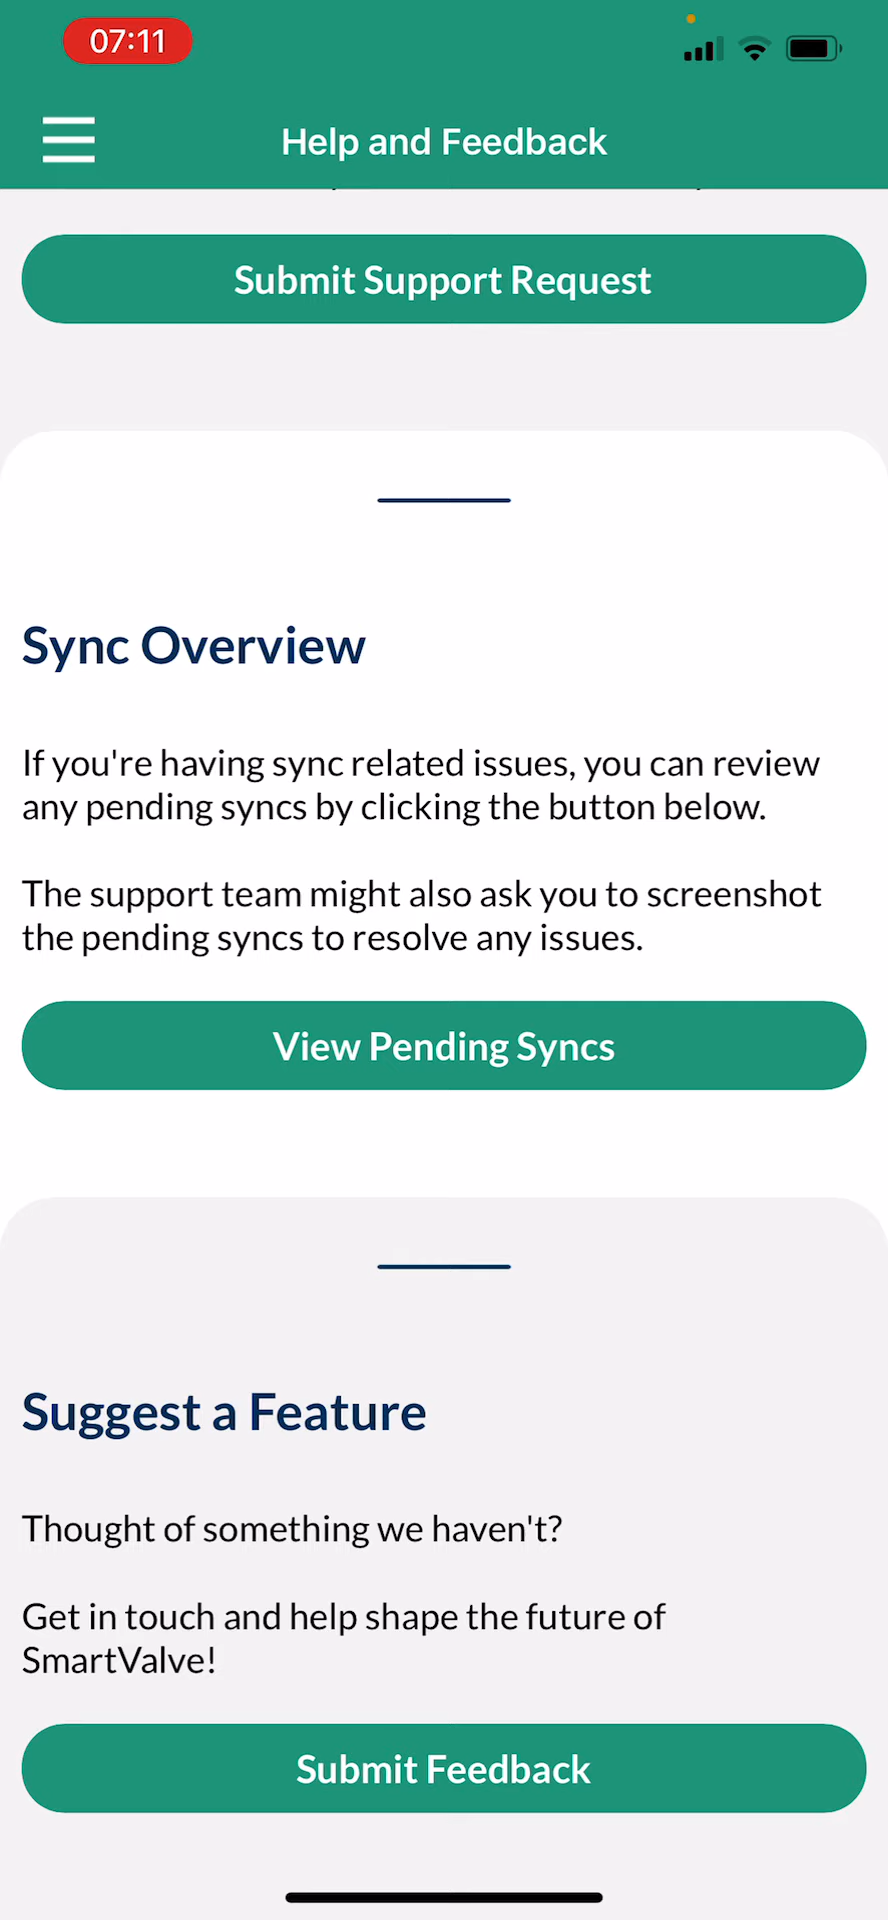 07:11
Help and Feedback
Submit Support Request
Sync Overview
If you're having sync related issues, you can review
any pending syncs by clicking the button below.
The support team might also ask you to screenshot
the pending syncs to resolve any issues.
View Pending Syncs
Suggest a Feature
Thought of something we haven't?
Get in touch and help shape the future of
SmartValve!
Submit Feedback